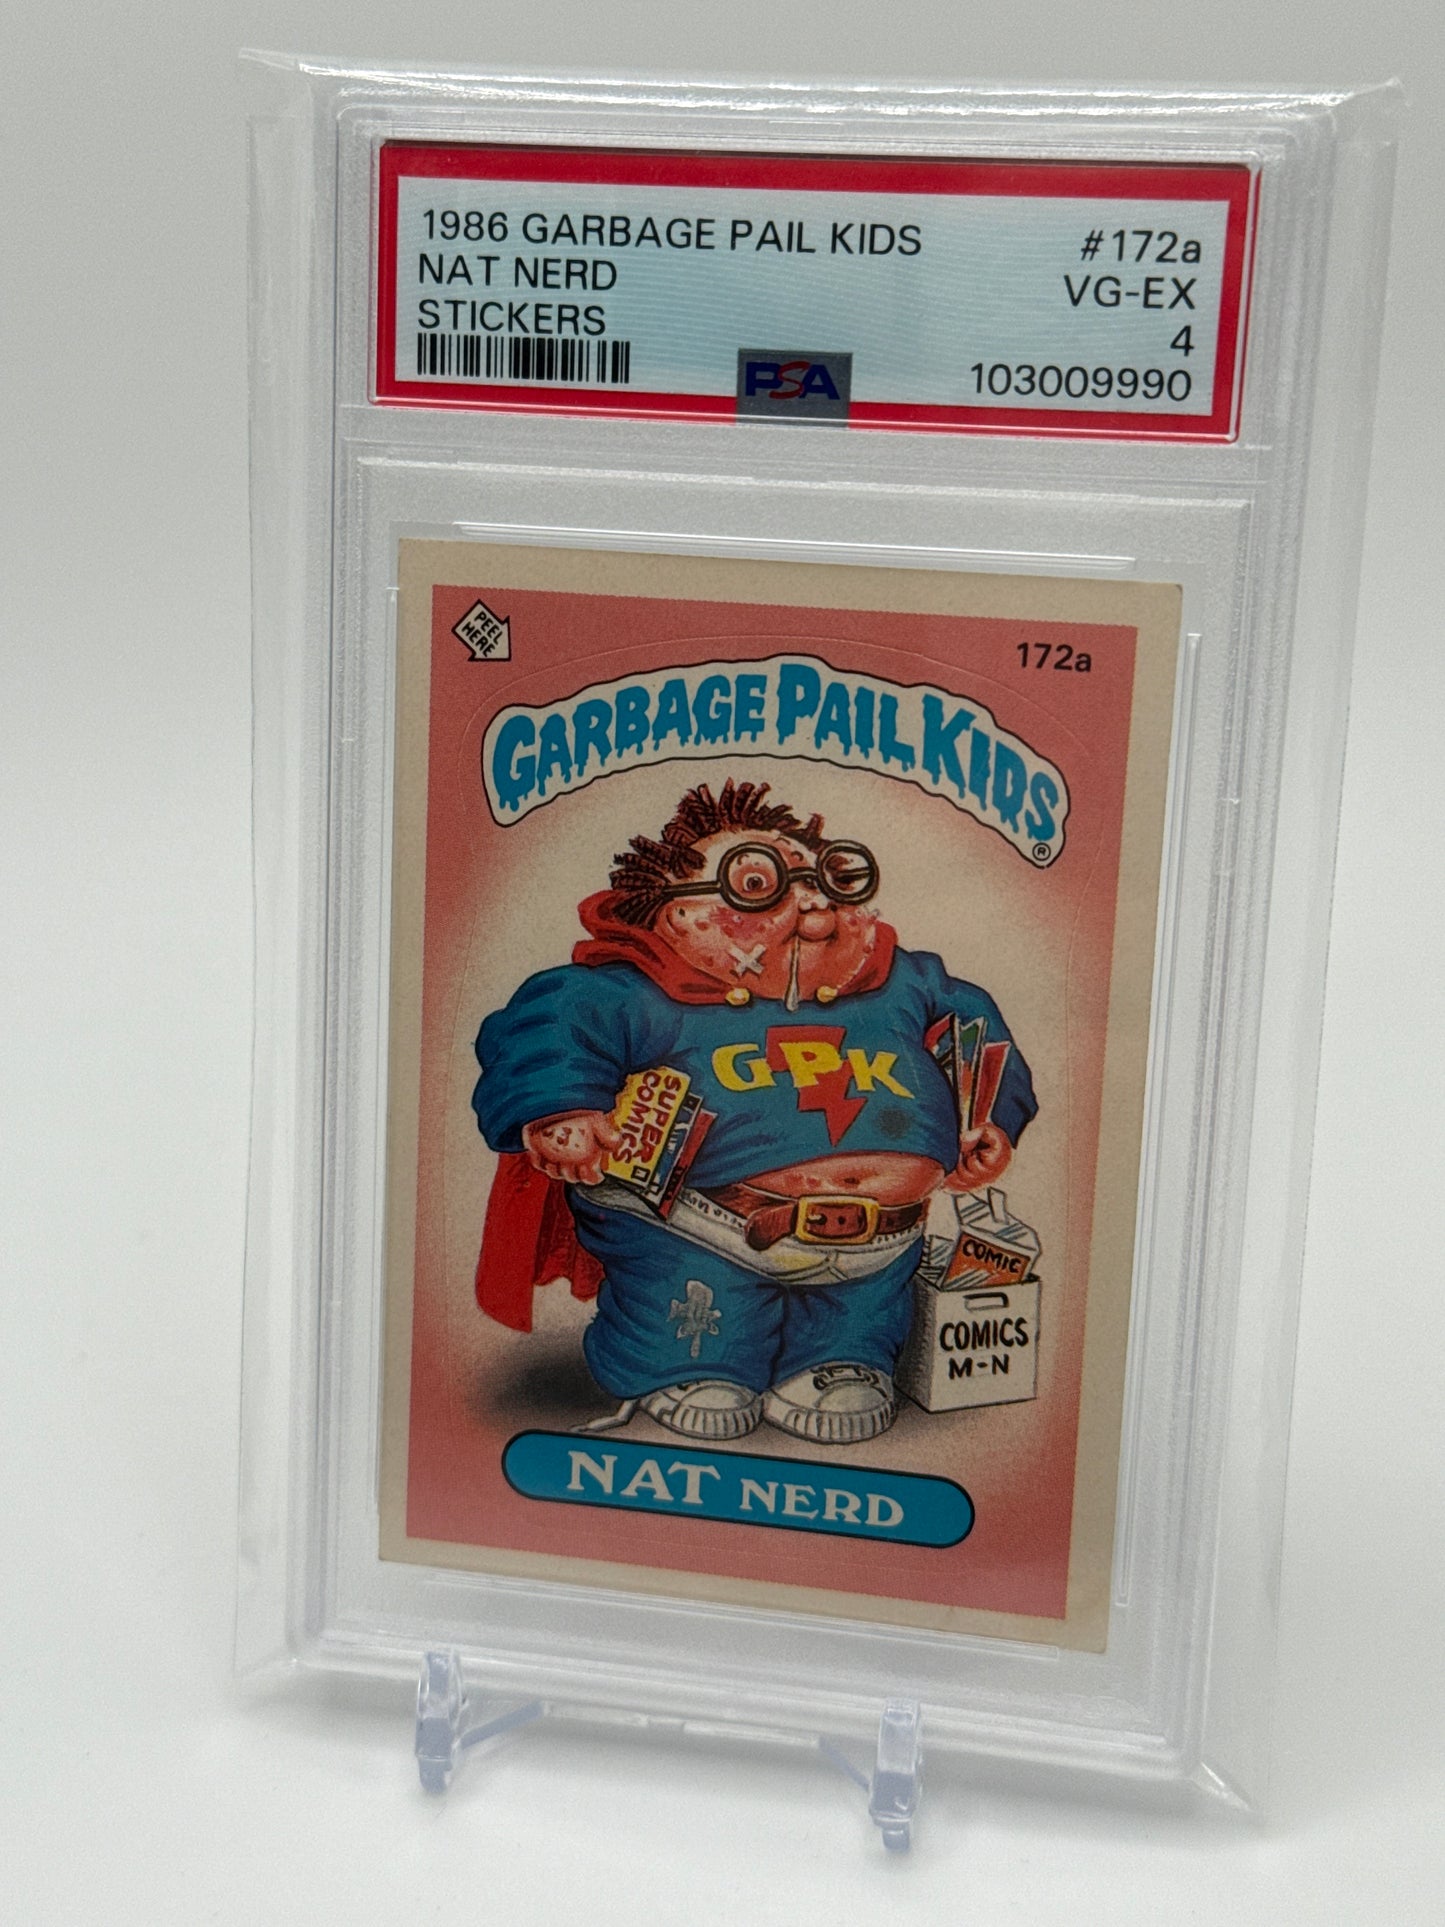 1986 GARBAGE PAIL KIDS #172a
NAT NERD VG-EX
STICKERS 4
PSA 103009990
PEEL
HERE
172a
GARBAGE PAIL KIDS®
GPK
SUPER
COMICS
COMIC
COMICS
M-N
NAT NERD